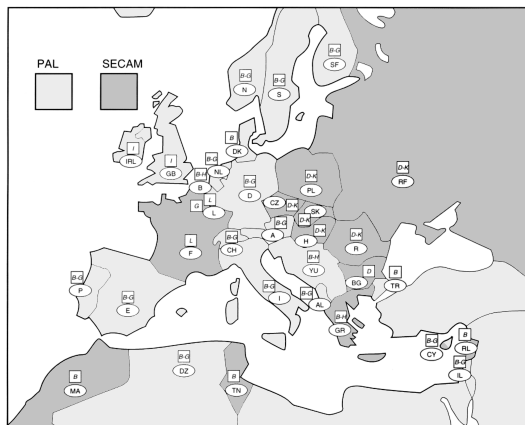 PAL SECAM
B-G
SF
B-G
N
B-G
S
B
DK
I
IRL
I
GB
B-G
NL
B-H
B
B-G
D
D-K
PL
D-K
RF
G
L
L
CZ
D-K
SK
D-K
B-G
A
D-K
H
D-K
R
L
F
B-G
CH
B-H
YU
D
BG
B
TR
B-G
P
B-G
E
B-G
I
B-G
AL
B-H
GR
B-G
CY
B
RL
B-G
IL
B
MA
B-G
DZ
B
TN